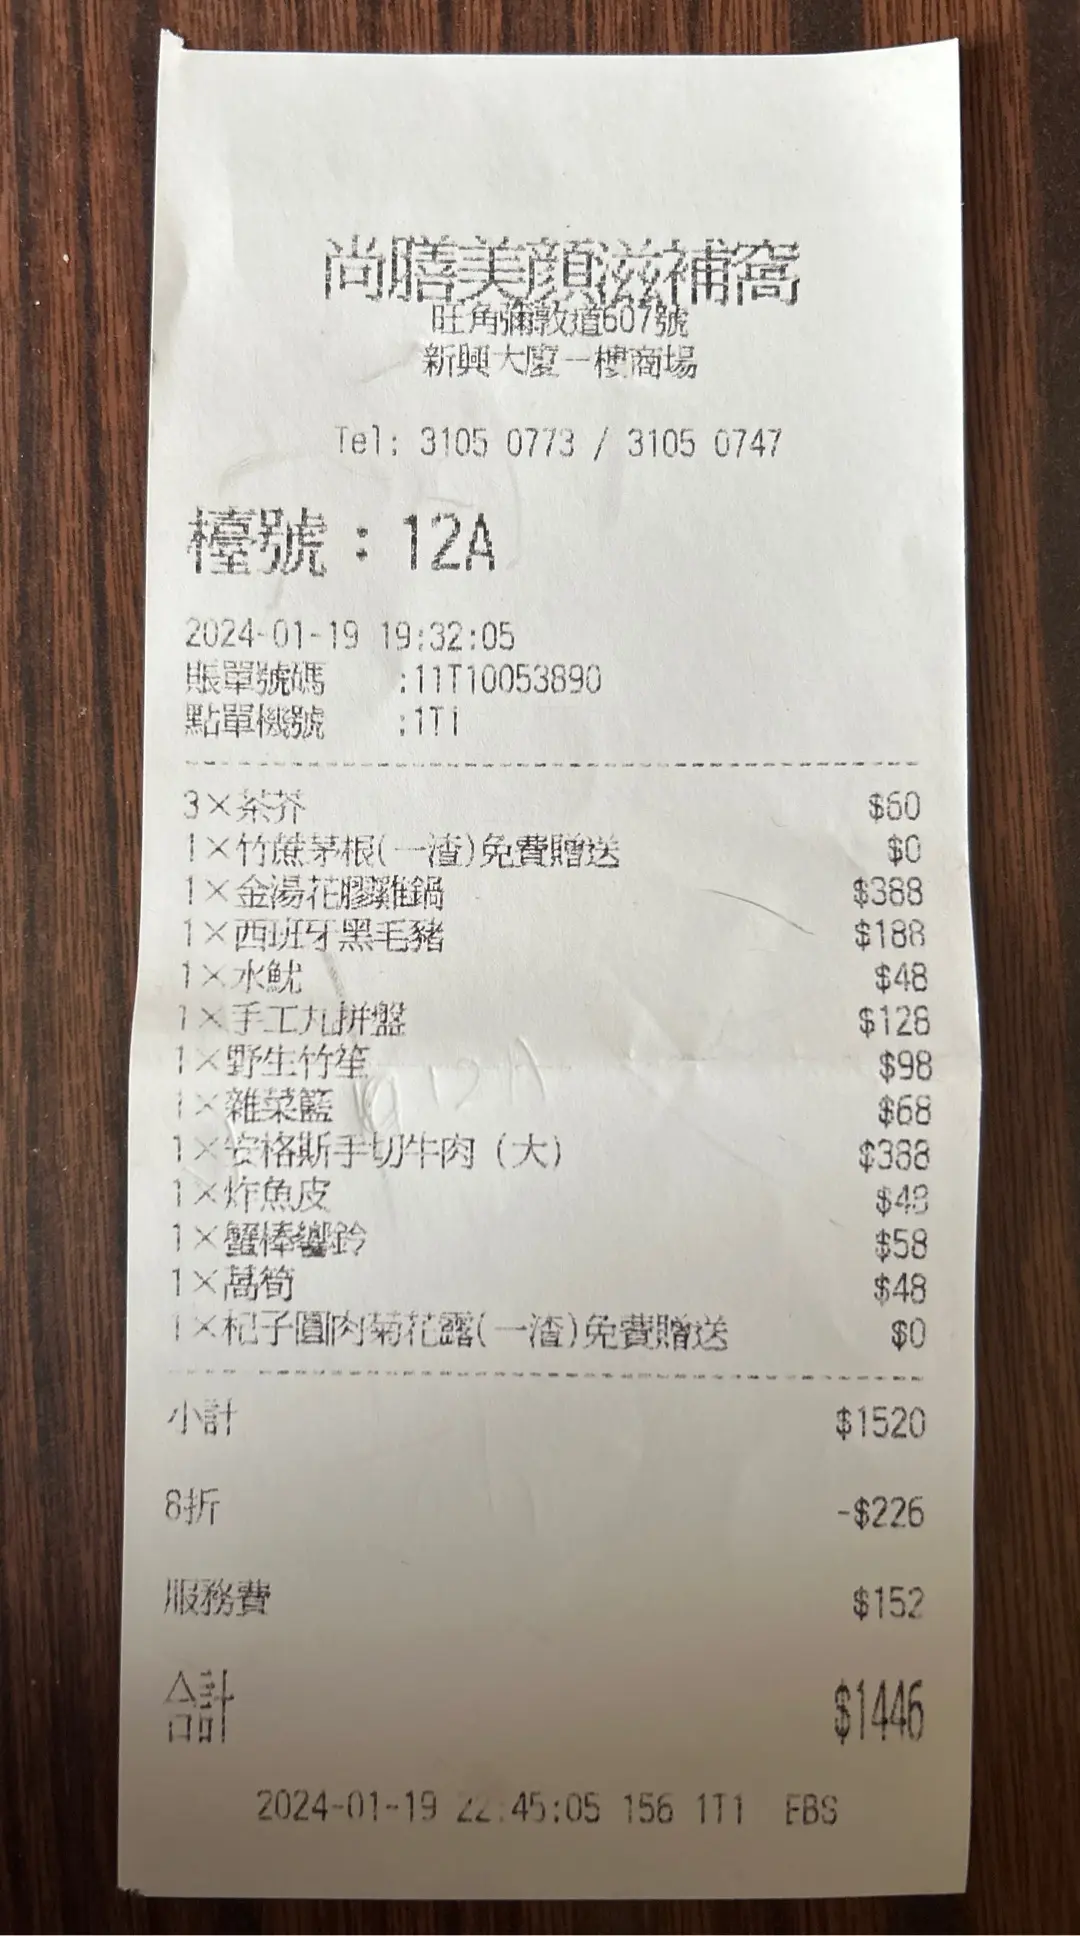 尚膳美顏滋補窩
旺角彌敦道607號
新興大廈一樓商場
Tel: 3105 0773 / 3105 0747
檯號：12A
2024-01-19 19:32:05
賬單號碼 :11T10053890
點單機號 :1T1
3×茶芥 $60
1×竹蔗茅根(一渣)免費贈送 $0
1×金湯花膠雞鍋 $388
1×西班牙黑毛豬 $188
1×水魷 $48
1×手工丸拼盤 $128
1×野生竹笙 $98
1×雜菜籃 $68
1×安格斯手切牛肉（大） $388
1×炸魚皮 $48
1×蟹棒響鈴 $58
1×萵筍 $48
1×杞子圓肉菊花露(一渣)免費贈送 $0
小計 $1520
8折 -$226
服務費 $152
合計 $1446
2024-01-19 22:45:05 156 1T1 EBS